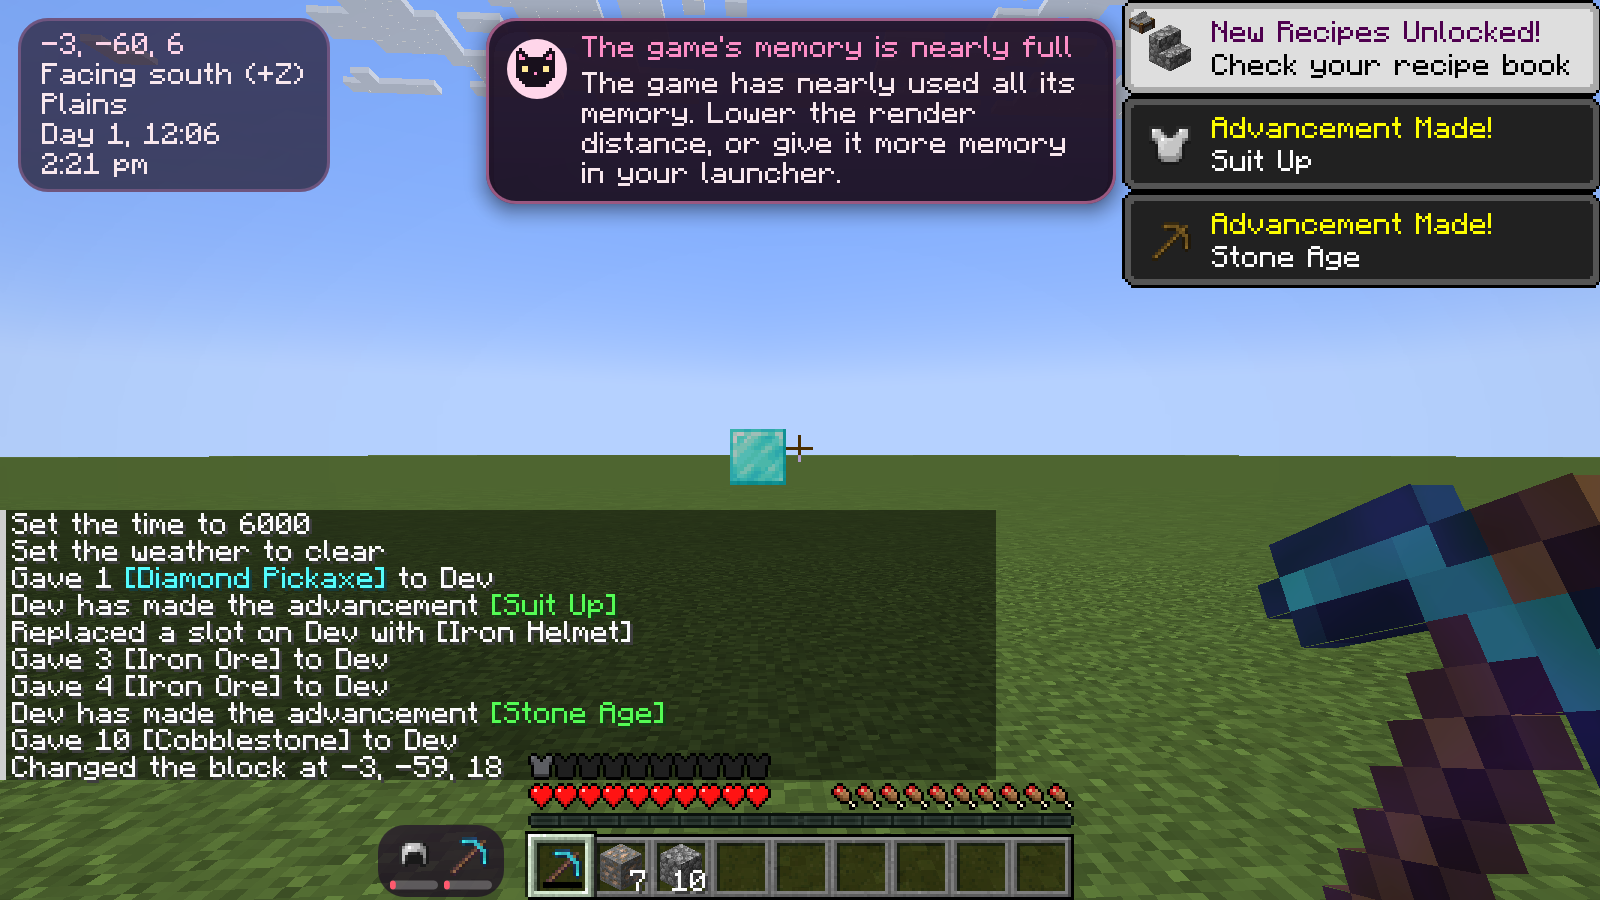 -3, -60, 6
Facing south (+Z)
Plains
Day 1, 12:06
2:21 pm
The game's memory is nearly full
The game has nearly used all its
memory. Lower the render
distance, or give it more memory
in your launcher.
New Recipes Unlocked!
Check your recipe book
Advancement Made!
Suit Up
Advancement Made!
Stone Age
Set the time to 6000
Set the weather to clear
Gave 1 [Diamond Pickaxe] to Dev
Dev has made the advancement [Suit Up]
Replaced a slot on Dev with [Iron Helmet]
Gave 3 [Iron Ore] to Dev
Gave 4 [Iron Ore] to Dev
Dev has made the advancement [Stone Age]
Gave 10 [Cobblestone] to Dev
Changed the block at -3, -59, 18
7
10